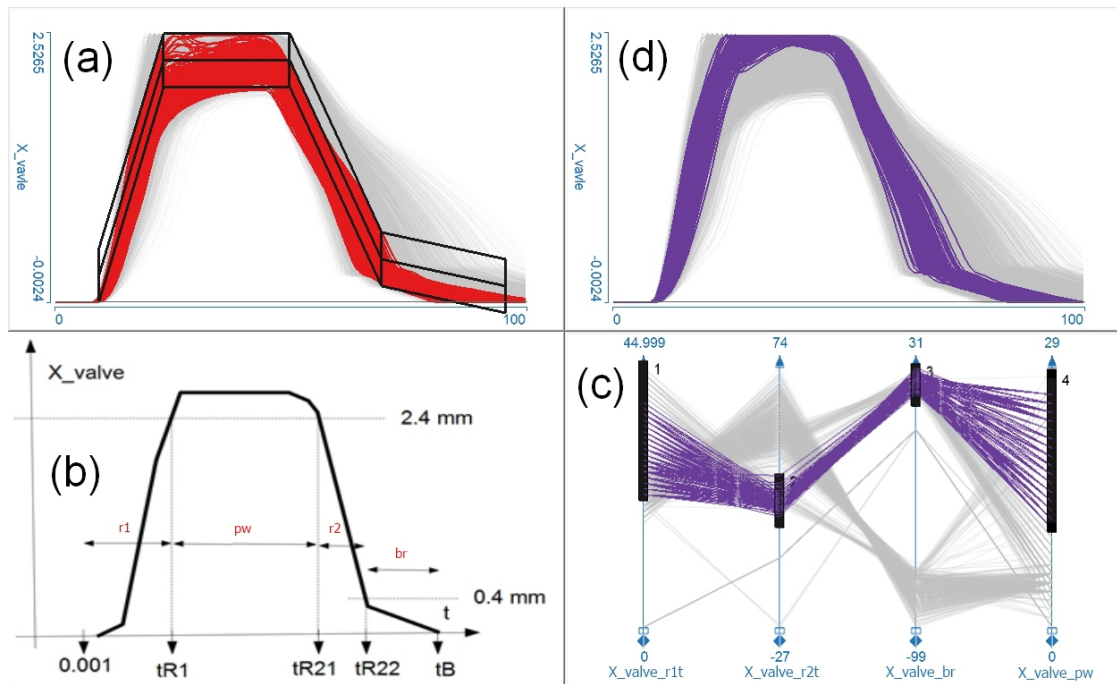 (a)
2.5265
X_vavle
-0.0024
0
100
(d)
2.5265
X_vavle
-0.0024
0
100
(b)
X_valve
2.4 mm
r1
pw
r2
br
0.4 mm
t
0.001
tR1
tR21
tR22
tB
(c)
44.999
74
31
29
1
3
4
0
-27
-99
0
X_valve_r1t
X_valve_r2t
X_valve_br
X_valve_pw